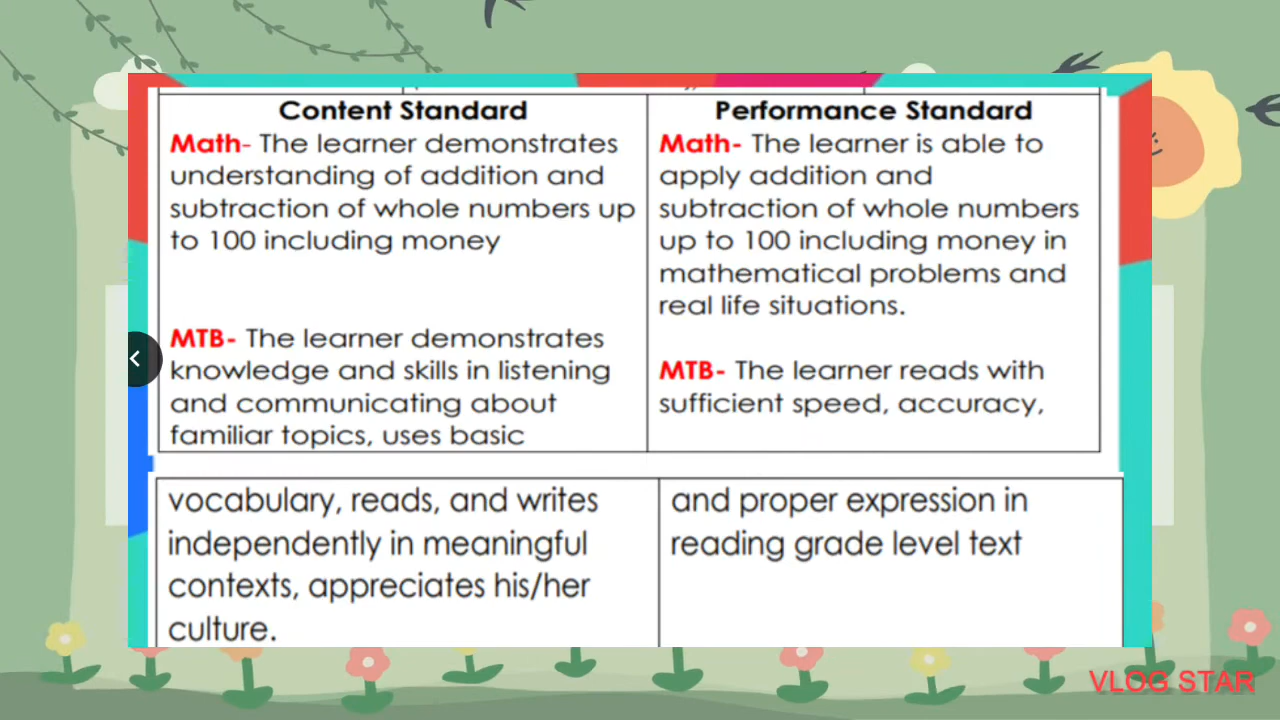 Content Standard
Math- The learner demonstrates
understanding of addition and
subtraction of whole numbers up
to 100 including money
MTB- The learner demonstrates
knowledge and skills in listening
and communicating about
familiar topics, uses basic
Performance Standard
Math- The learner is able to
apply addition and
subtraction of whole numbers
up to 100 including money in
mathematical problems and
real life situations.
MTB- The learner reads with
sufficient speed, accuracy,
vocabulary, reads, and writes
independently in meaningful
contexts, appreciates his/her
culture.
and proper expression in
reading grade level text
VLOG STAR